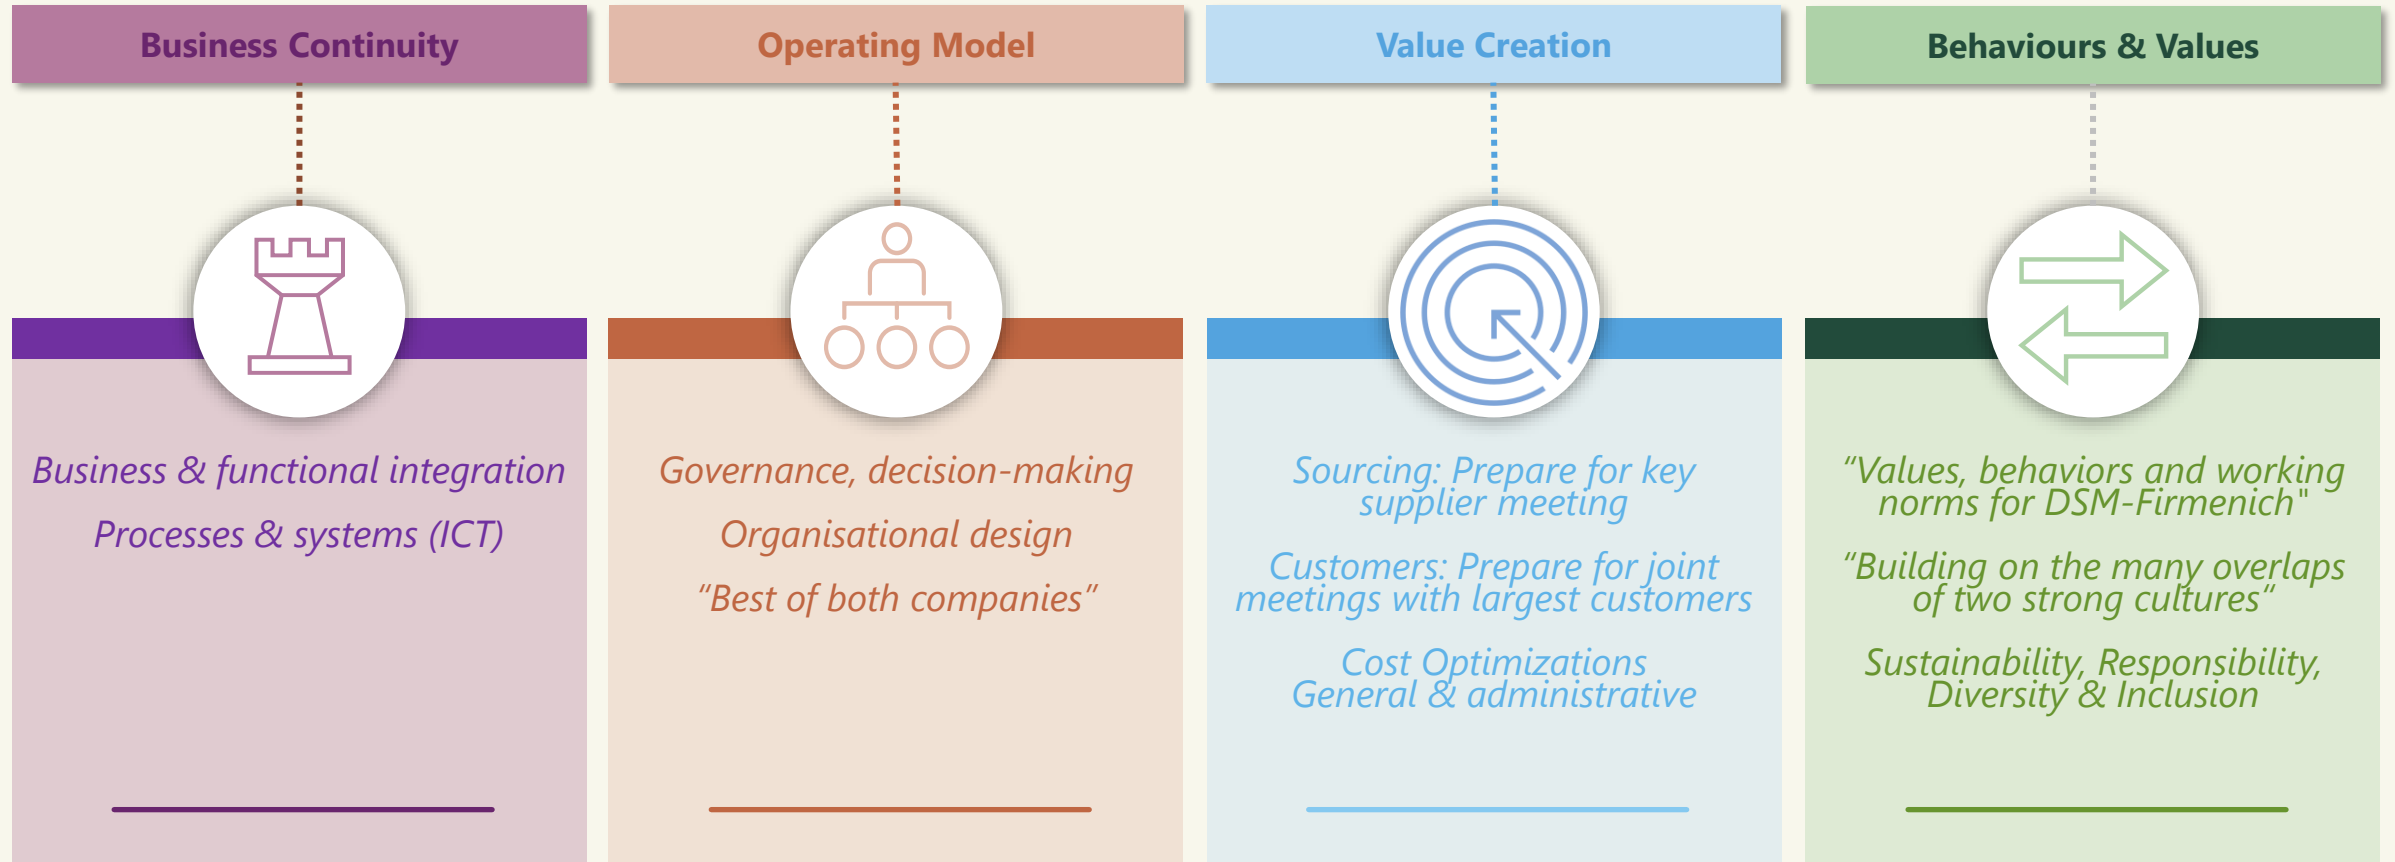 Business Continuity
Business & functional integration
Processes & systems (ICT)
Operating Model
Governance, decision-making
Organisational design
“Best of both companies”
Value Creation
Sourcing: Prepare for key
supplier meeting
Customers: Prepare for joint
meetings with largest customers
Cost Optimizations
General & administrative
Behaviours & Values
“Values, behaviors and working
norms for DSM-Firmenich"
“Building on the many overlaps
of two strong cultures“
Sustainability, Responsibility,
Diversity & Inclusion